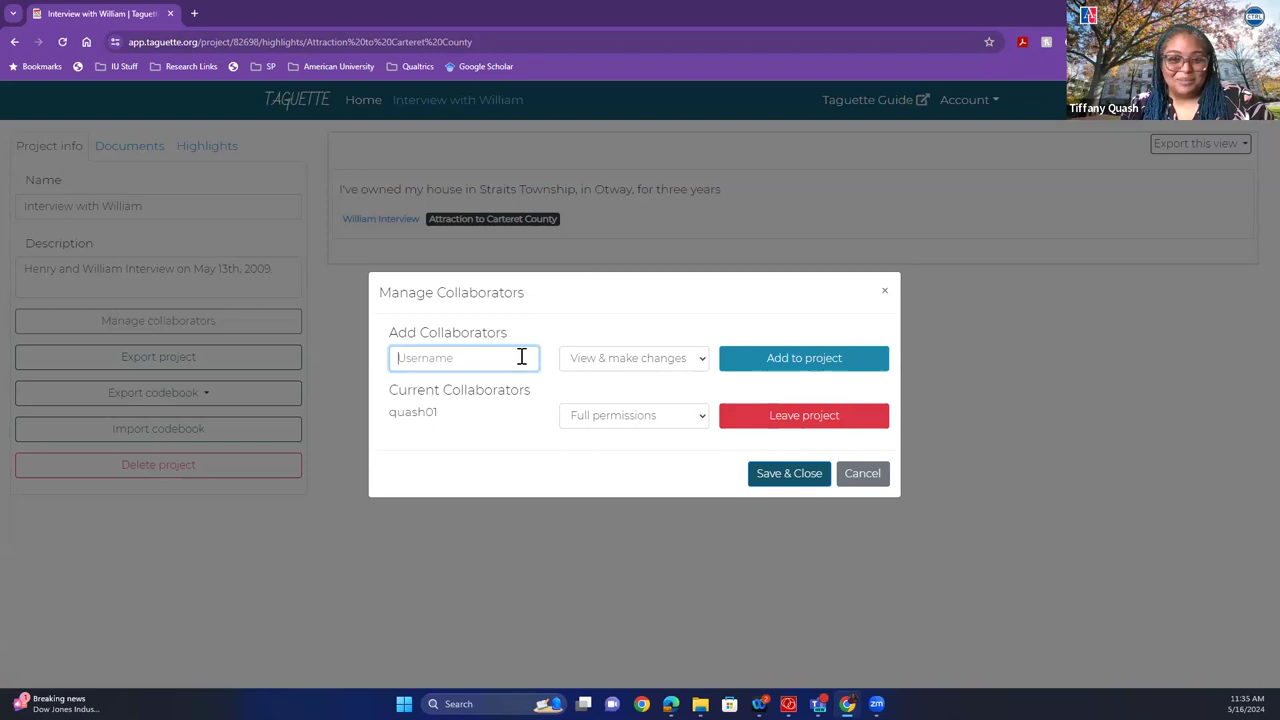 Interview with William | Taguett
app.taguette.org/project/82698/highlights/Attraction%20to%20Carteret%20County
Bookmarks
IU Stuff
Research Links
SP
American University
Qualtrics
Google Scholar
Tiffany Quash
CTRL
TAGUETTE
Home
Interview with William
Taguette Guide
Account
Project info
Documents
Highlights
Export this view
Name
Interview with William
Description
Henry and William Interview on May 13th, 2009.
Manage collaborators
Export project
Export codebook
Import codebook
Delete project
I've owned my house in Straits Township, in Otway, for three years
William Interview
Attraction to Carteret County
Manage Collaborators
×
Add Collaborators
Username
View & make changes
Add to project
Current Collaborators
quash01
Full permissions
Leave project
Save & Close
Cancel
1
Breaking news
Dow Jones Indus...
Search
zm
11:35 AM
5/16/2024